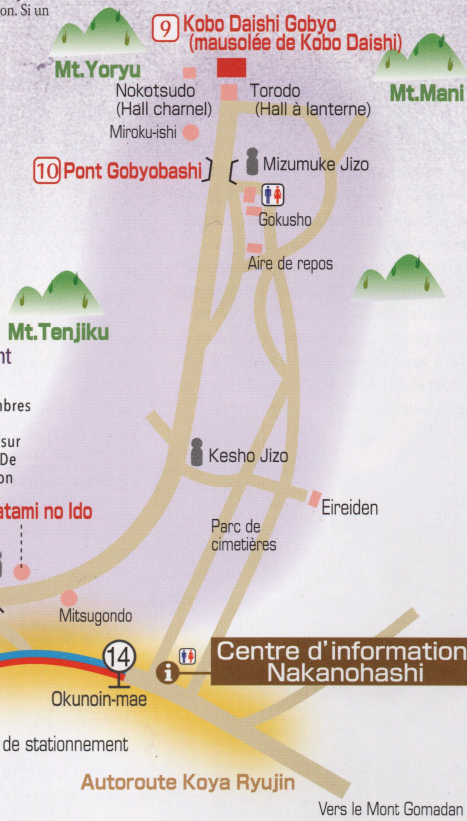 on. Si un
9 Kobo Daishi Gobyo
(mausolée de Kobo Daishi)
Mt.Yoryu
Mt.Mani
Nokotsudo
(Hall charnel)
Torodo
(Hall à lanterne)
Miroku-ishi
10 Pont Gobyobashi
Mizumuke Jizo
Gokusho
Aire de repos
Mt.Tenjiku
nt
nbres
sur
De
on
Kesho Jizo
atami no Ido
Eireiden
Parc de
cimetières
Mitsugondo
14
i
Centre d'information
Nakanohashi
Okunoin-mae
de stationnement
Autoroute Koya Ryujin
Vers le Mont Gomadan